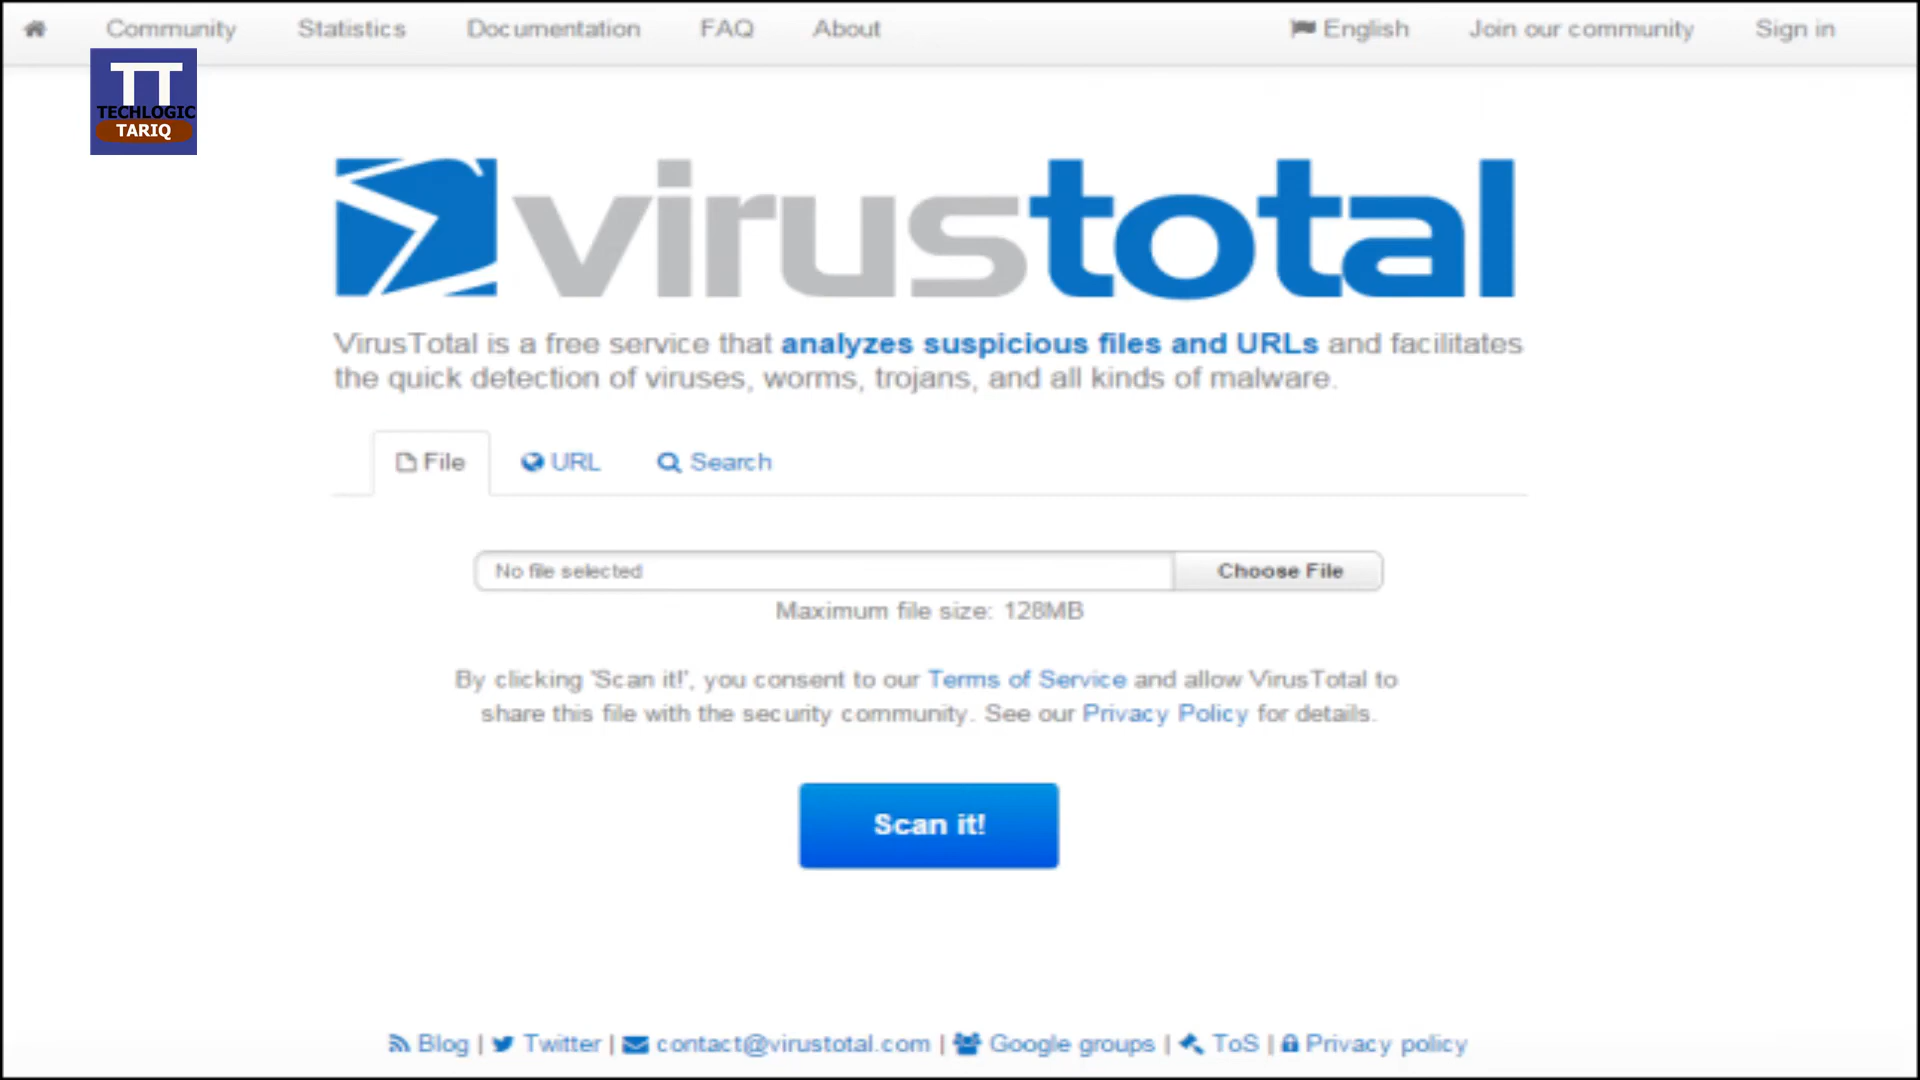 Community Statistics Documentation FAQ About English Join our community Sign in
TT
TECHLOGIC
TARIQ
virustotal
VirusTotal is a free service that analyzes suspicious files and URLs and facilitates
the quick detection of viruses, worms, trojans, and all kinds of malware.
File URL Search
No file selected Choose File
Maximum file size: 128MB
By clicking 'Scan it!', you consent to our Terms of Service and allow VirusTotal to
share this file with the security community. See our Privacy Policy for details.
Scan it!
Blog | Twitter | contact@virustotal.com | Google groups | ToS | Privacy policy